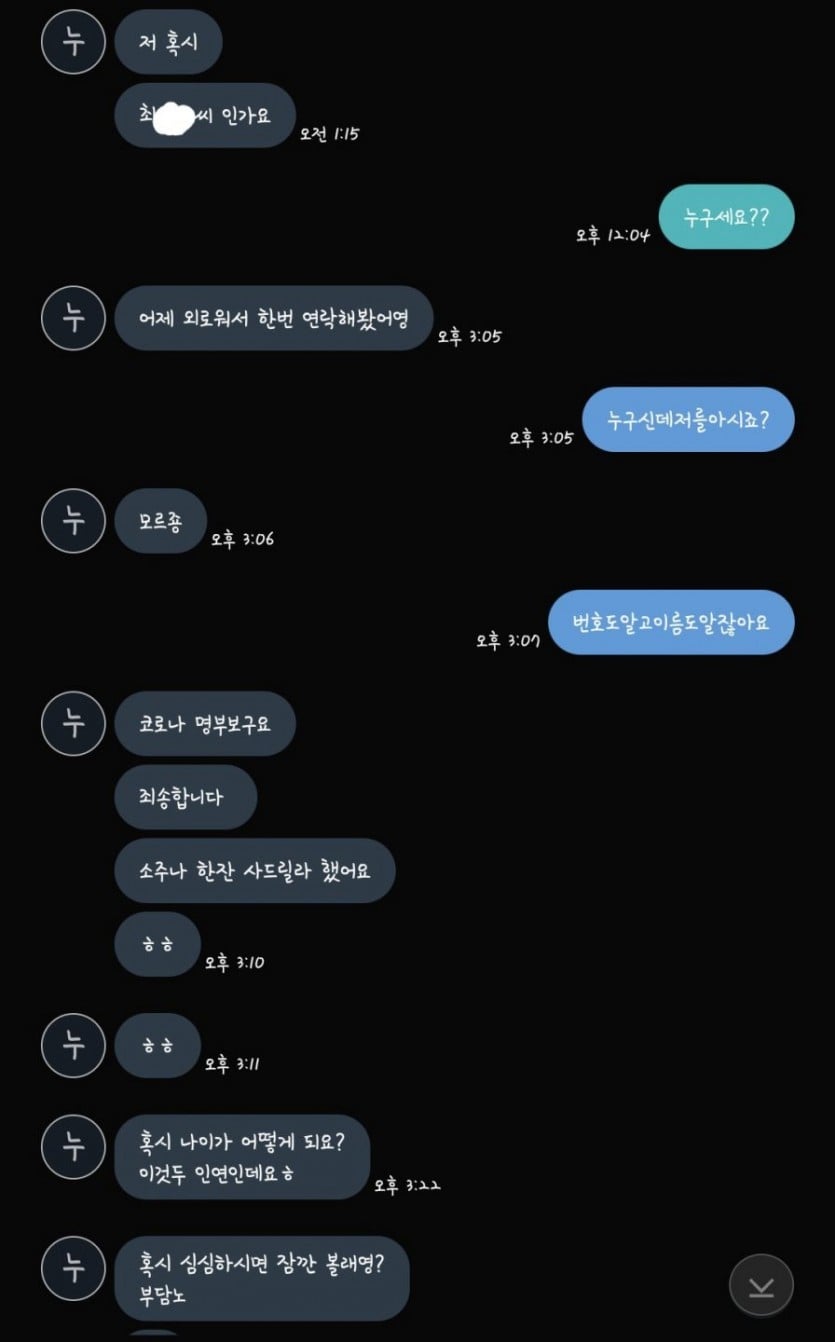 누
저 혹시
최 씨 인가요
오전 1:15
누구세요??
오후 12:04
누
어제 외로워서 한번 연락해봤어영
오후 3:05
누구신데저를아시죠?
오후 3:05
누
모르죵
오후 3:06
번호도알고이름도알잖아요
오후 3:07
누
코로나 명부보구요
죄송합니다
소주나 한잔 사드릴라 했어요
ㅎㅎ
오후 3:10
누
ㅎㅎ
오후 3:11
누
혹시 나이가 어떻게 되요?
이것두 인연인데요ㅎ
오후 3:22
누
혹시 심심하시면 잠깐 볼래영?
부담노